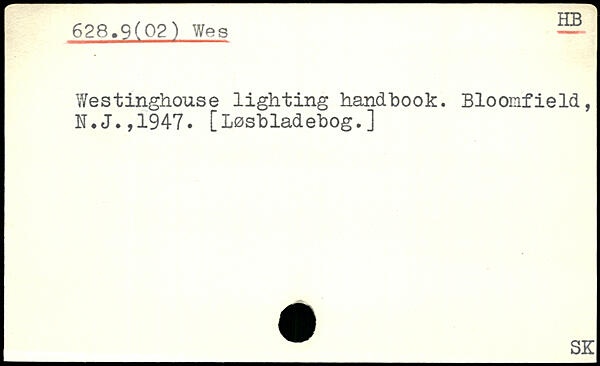 628.9(02) Wes
HB
Westinghouse lighting handbook. Bloomfield,
N.J.,1947. [Løsbladebog.]
SK